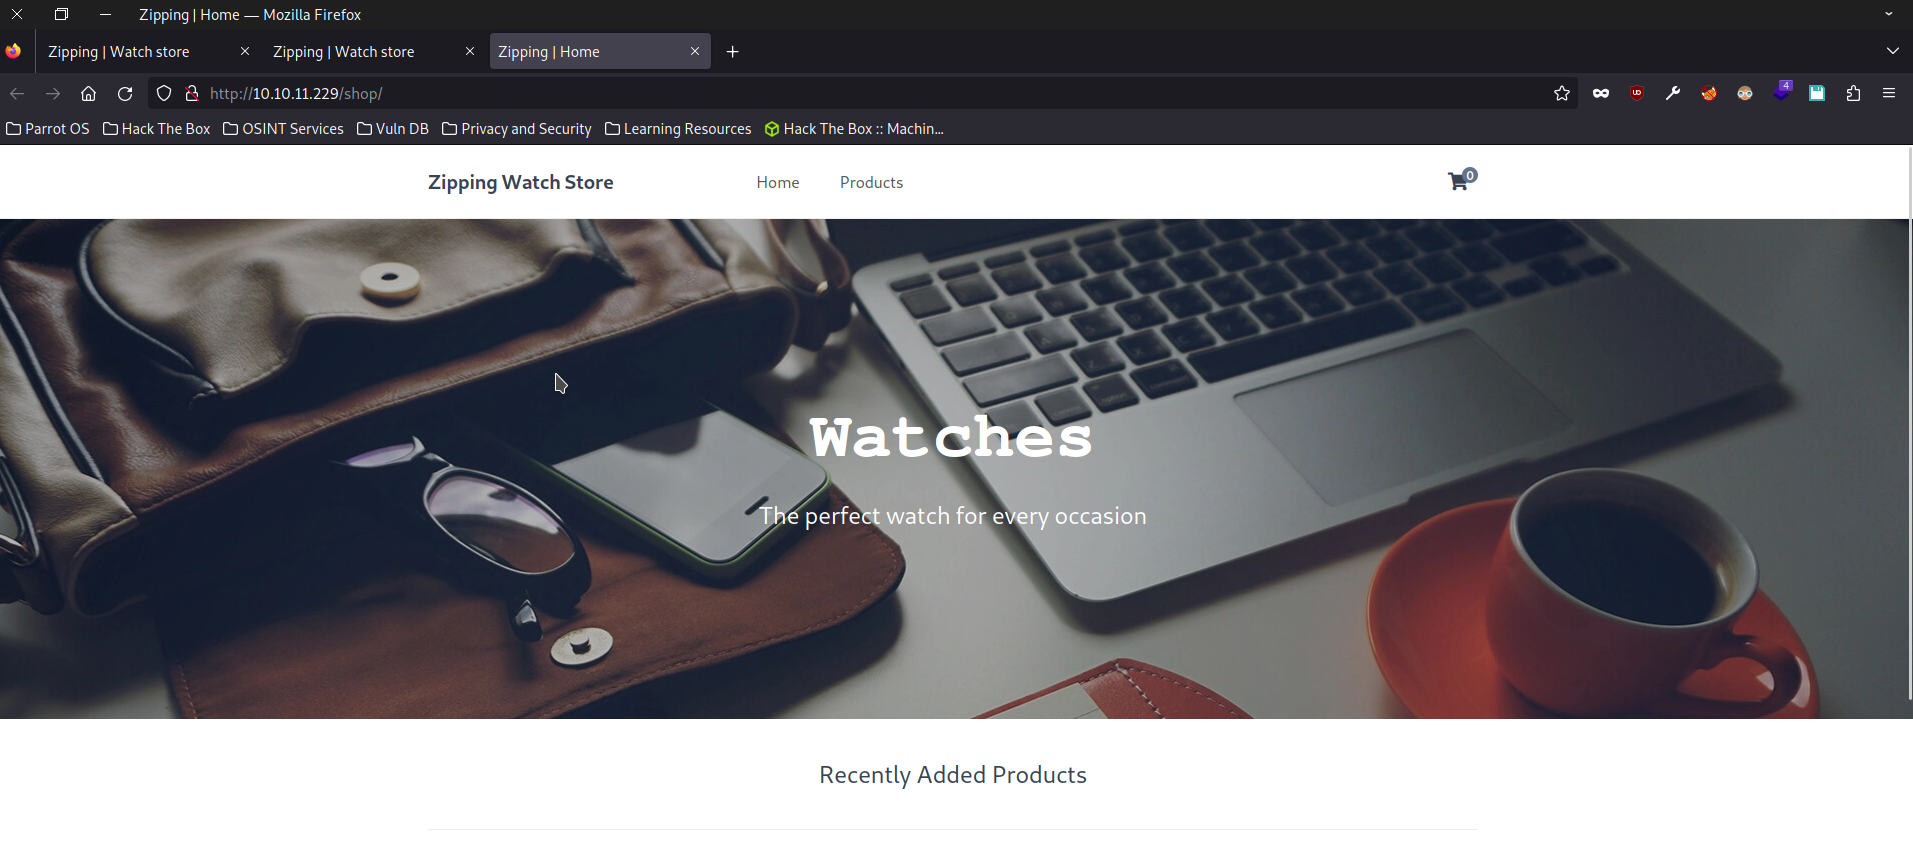 Zipping | Home — Mozilla Firefox
Zipping | Watch store
Zipping | Watch store
Zipping | Home
http://10.10.11.229/shop/
4
Parrot OS
Hack The Box
OSINT Services
Vuln DB
Privacy and Security
Learning Resources
Hack The Box :: Machin...
Zipping Watch Store
Home
Products
0
Watches
The perfect watch for every occasion
Recently Added Products